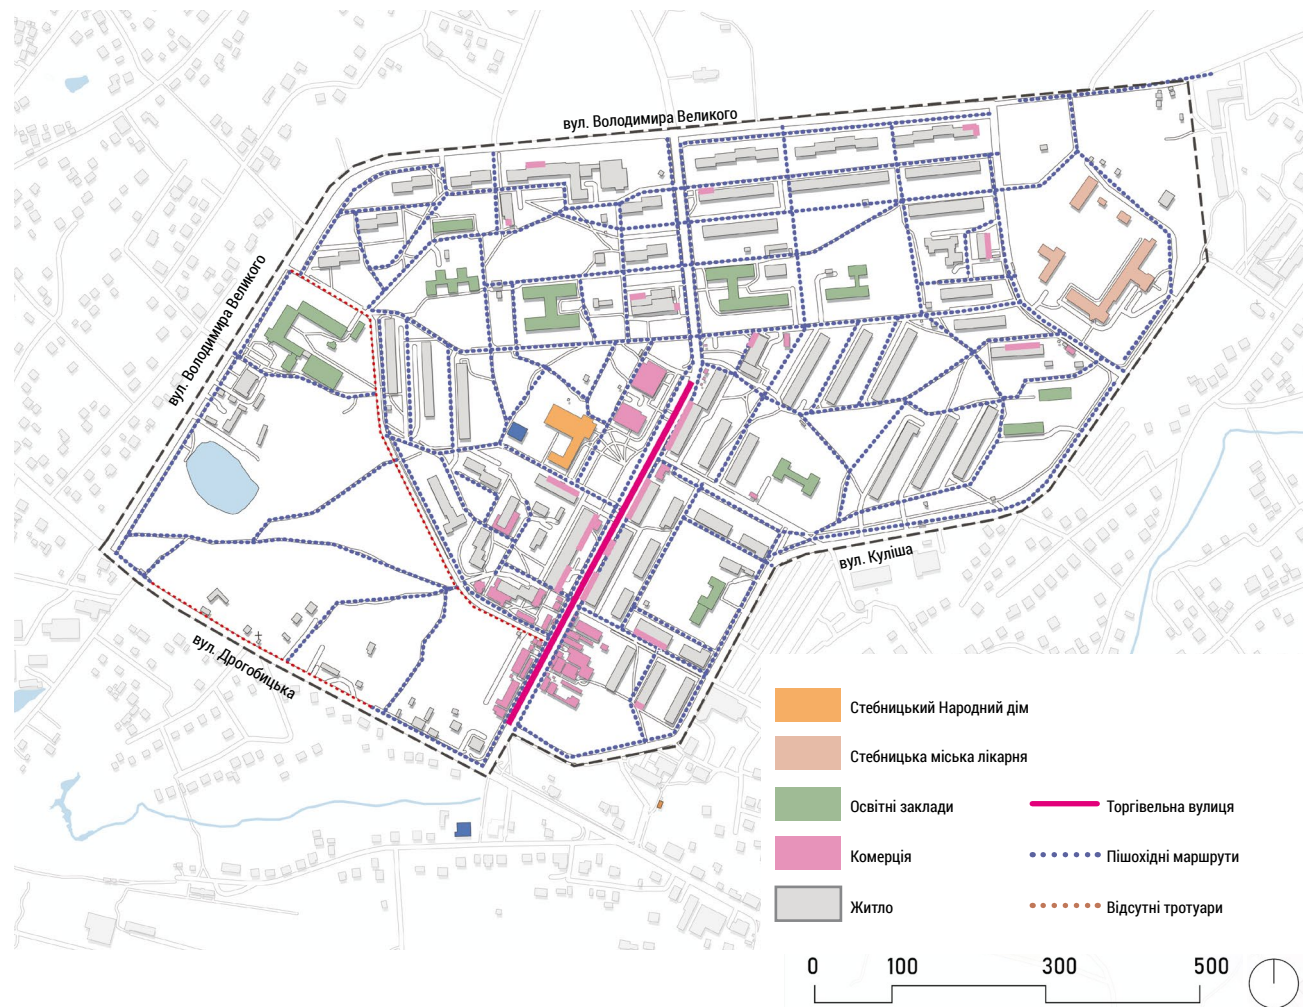 вул. Володимира Великого
вул. Володимира Великого
вул. Куліша
вул. Дрогобицька
Стебницький Народний дім
Стебницька міська лікарня
Освітні заклади
Торгівельна вулиця
Комерція
Пішохідні маршрути
Житло
Відсутні тротуари
0 100 300 500